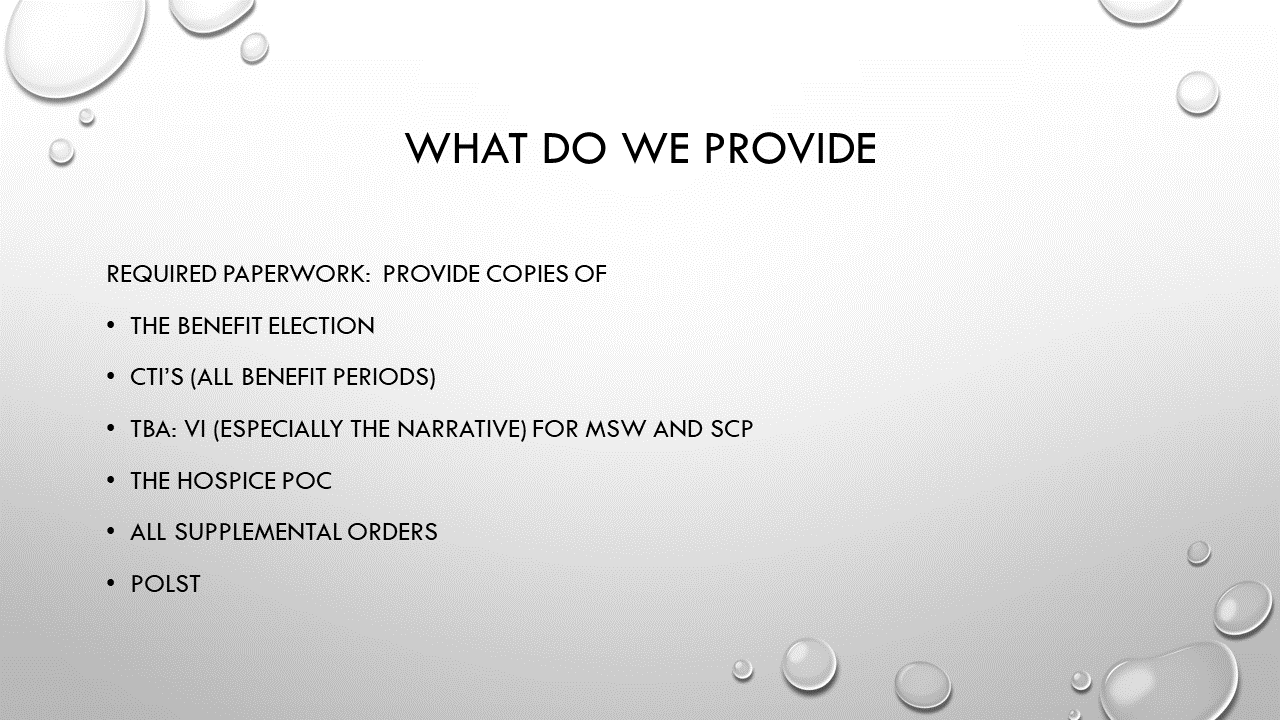 WHAT DO WE PROVIDE
REQUIRED PAPERWORK:  PROVIDE COPIES OF
• THE BENEFIT ELECTION
• CTI’S (ALL BENEFIT PERIODS)
• TBA: VI (ESPECIALLY THE NARRATIVE) FOR MSW AND SCP
• THE HOSPICE POC
• ALL SUPPLEMENTAL ORDERS
• POLST